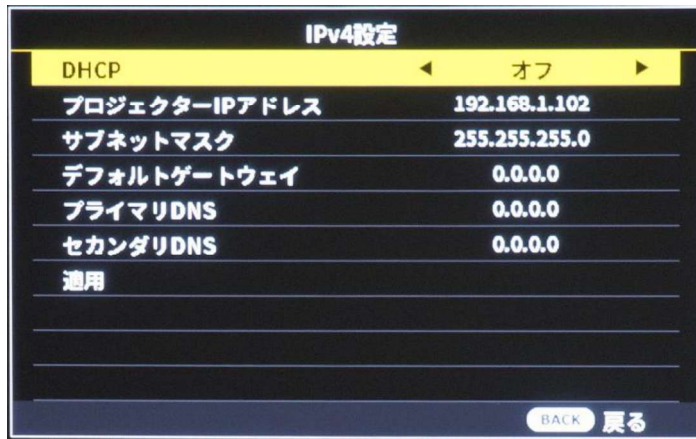 IPv4設定
DHCP ◀ オフ ▶
プロジェクターIPアドレス 192.168.1.102
サブネットマスク 255.255.255.0
デフォルトゲートウェイ 0.0.0.0
プライマリDNS 0.0.0.0
セカンダリDNS 0.0.0.0
適用
BACK 戻る